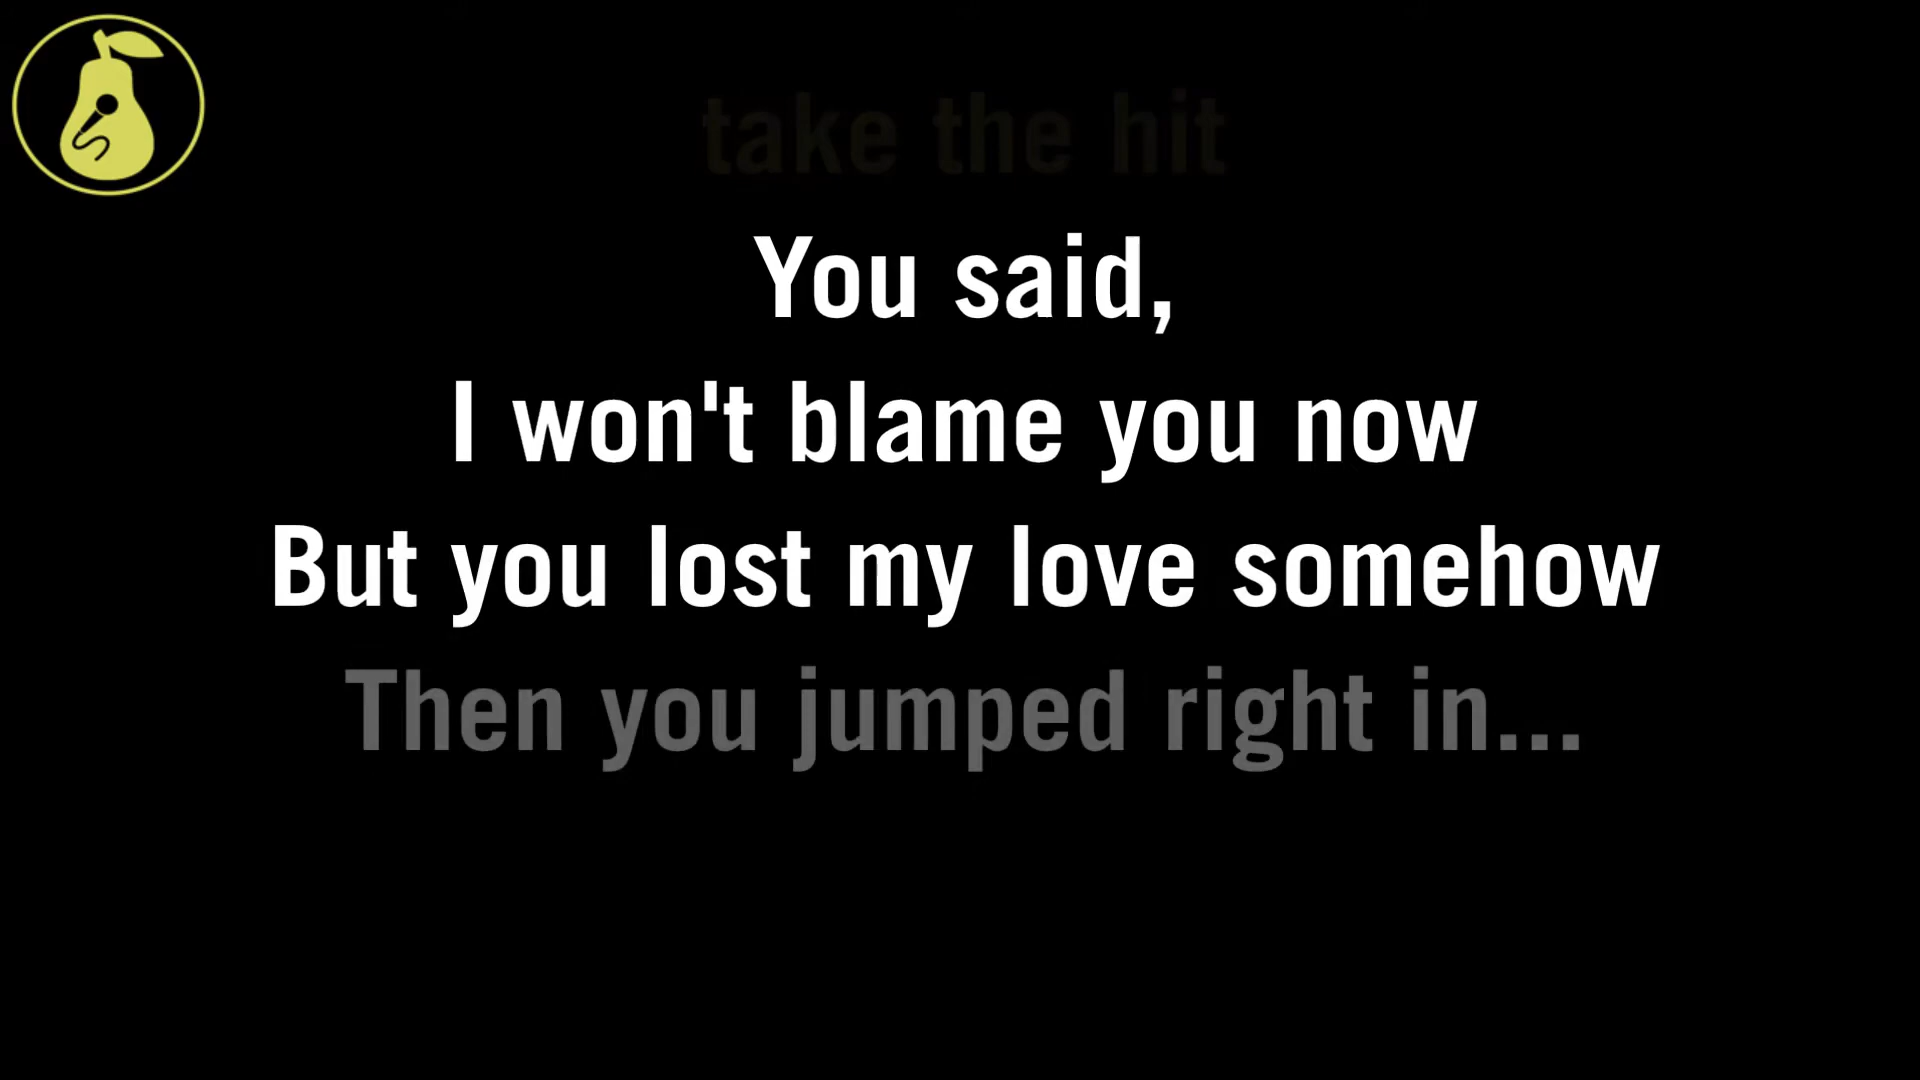 take the hit
You said,
I won't blame you now
But you lost my love somehow
Then you jumped right in...